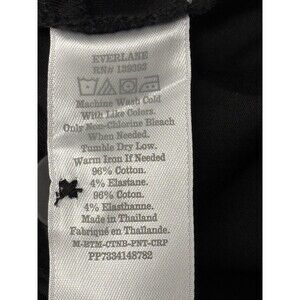 EVERLANE
RN# 139392
Machine Wash Cold
With Like Colors.
Only Non-Chlorine Bleach
When Needed.
Tumble Dry Low.
Warm Iron If Needed
96% Cotton.
4% Elastane.
96% Coton.
4% Elasthanne.
Made in Thailand
Fabriqué en Thaïlande.
M-BTM-CTNB-PNT-CRP
PP7334148782